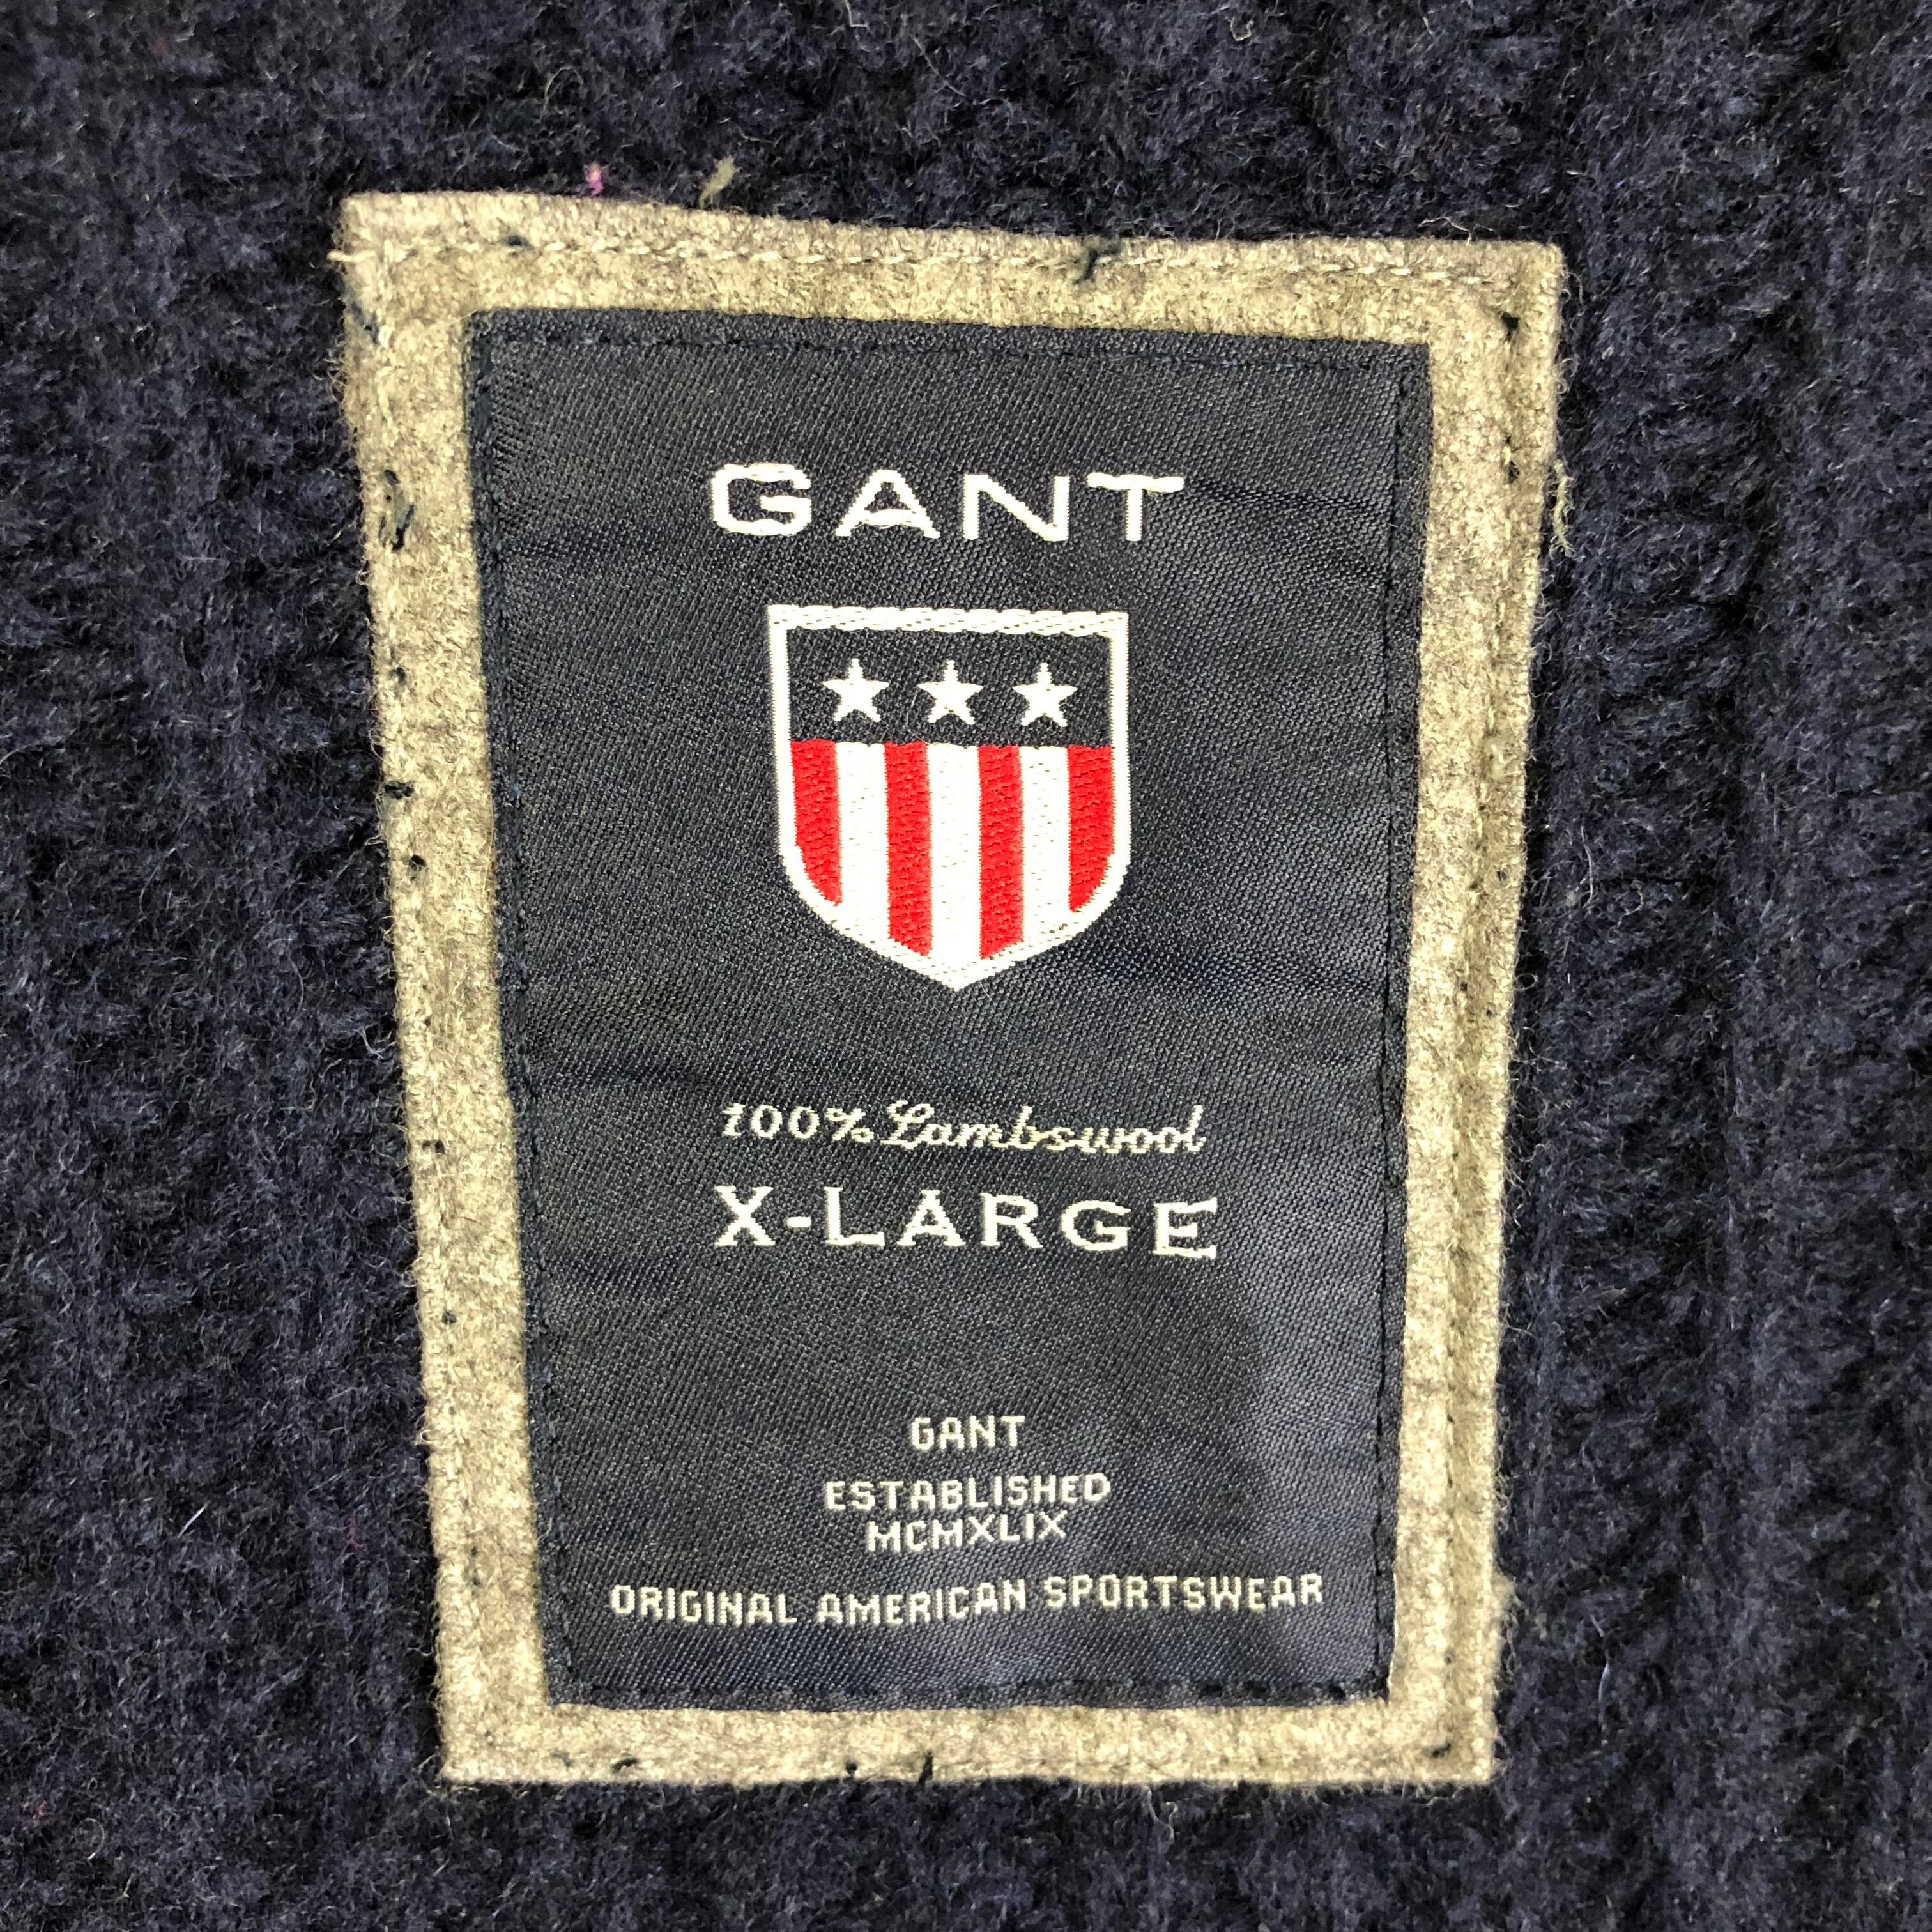 GANT
100% Lambswool
X-LARGE
GANT
ESTABLISHED
MCMXLIX
ORIGINAL AMERICAN SPORTSWEAR